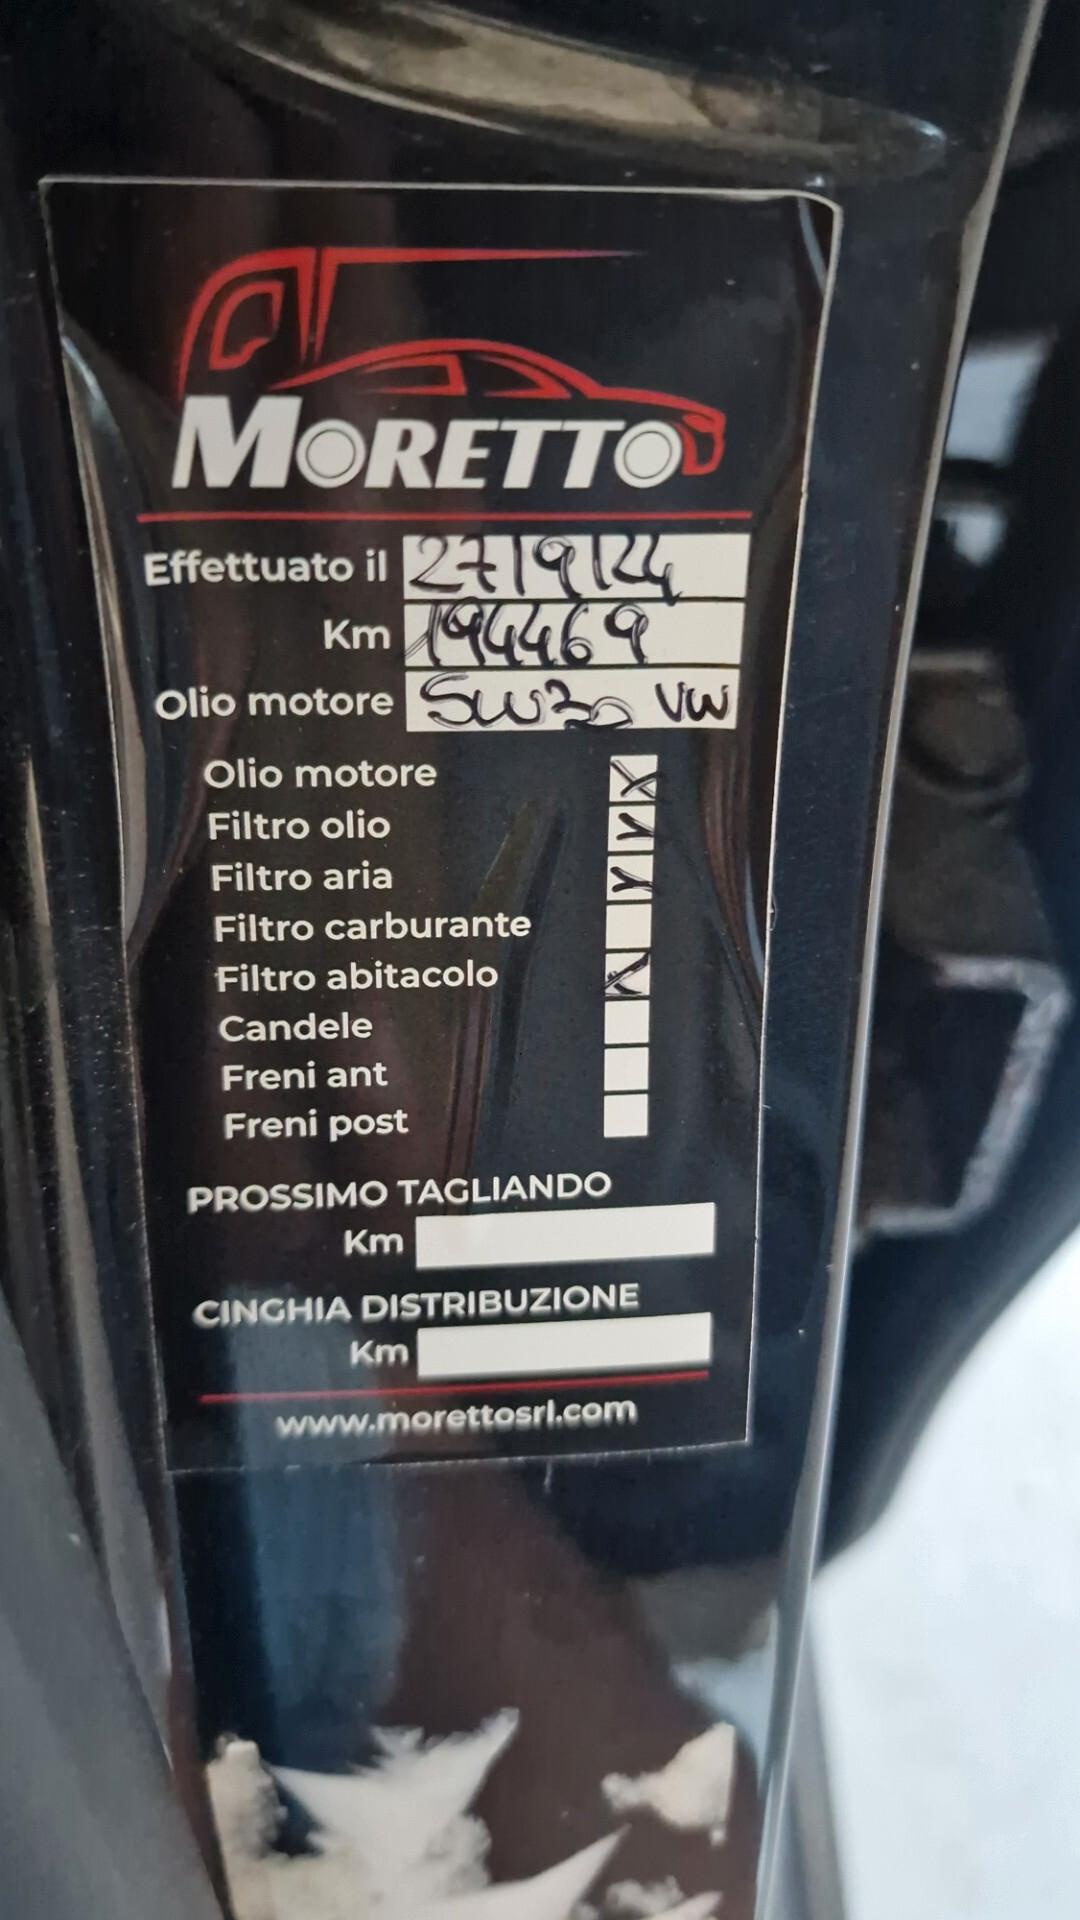 MORETTO
Effettuato il 27/9/24
Km 194469
Olio motore 5W30 VW
Olio motore X
Filtro olio X
Filtro aria X
Filtro carburante
Filtro abitacolo X
Candele
Freni ant
Freni post
PROSSIMO TAGLIANDO
Km
CINGHIA DISTRIBUZIONE
Km
www.morettosrl.com